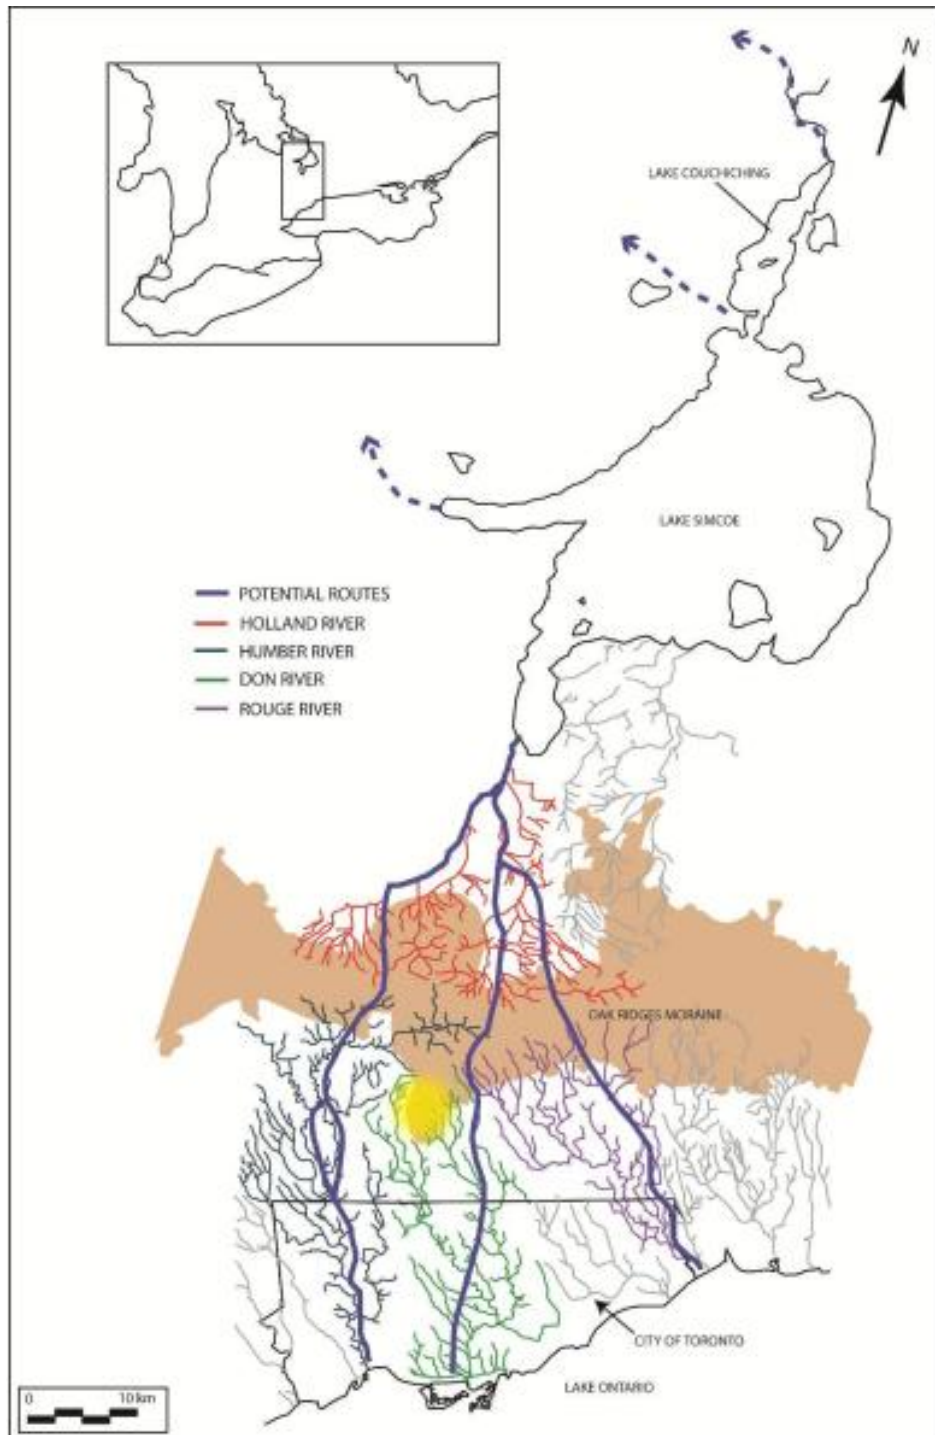 N
LAKE COUCHICHING
LAKE SIMCOE
POTENTIAL ROUTES
HOLLAND RIVER
HUMBER RIVER
DON RIVER
ROUGE RIVER
OAK RIDGES MORAINE
CITY OF TORONTO
LAKE ONTARIO
0 10 km